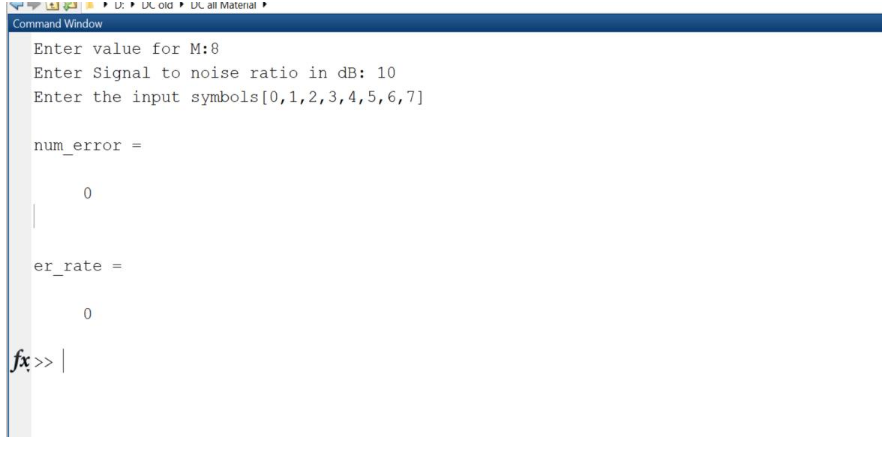 D: ▸ DC old ▸ DC all Material ▸
Command Window
Enter value for M:8
Enter Signal to noise ratio in dB: 10
Enter the input symbols[0,1,2,3,4,5,6,7]
num_error =
0
er_rate =
0
fx >>